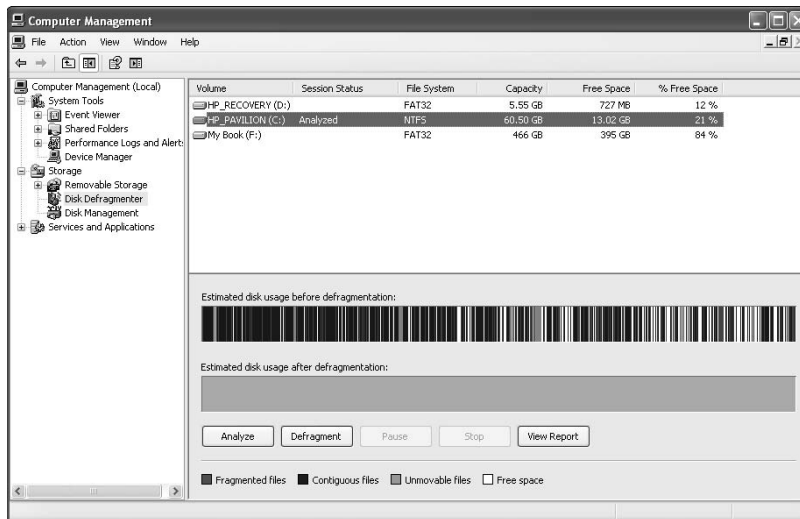 Computer Management
File Action View Window Help
Computer Management (Local)
System Tools
Event Viewer
Shared Folders
Performance Logs and Alert
Device Manager
Storage
Removable Storage
Disk Defragmenter
Disk Management
Services and Applications
Volume Session Status File System Capacity Free Space % Free Space
HP_RECOVERY (D:) FAT32 5.55 GB 727 MB 12 %
HP_PAVILION (C:) Analyzed NTFS 60.50 GB 13.02 GB 21 %
My Book (F:) FAT32 466 GB 395 GB 84 %
Estimated disk usage before defragmentation:
Estimated disk usage after defragmentation:
Analyze Defragment Pause Stop View Report
Fragmented files Contiguous files Unmovable files Free space